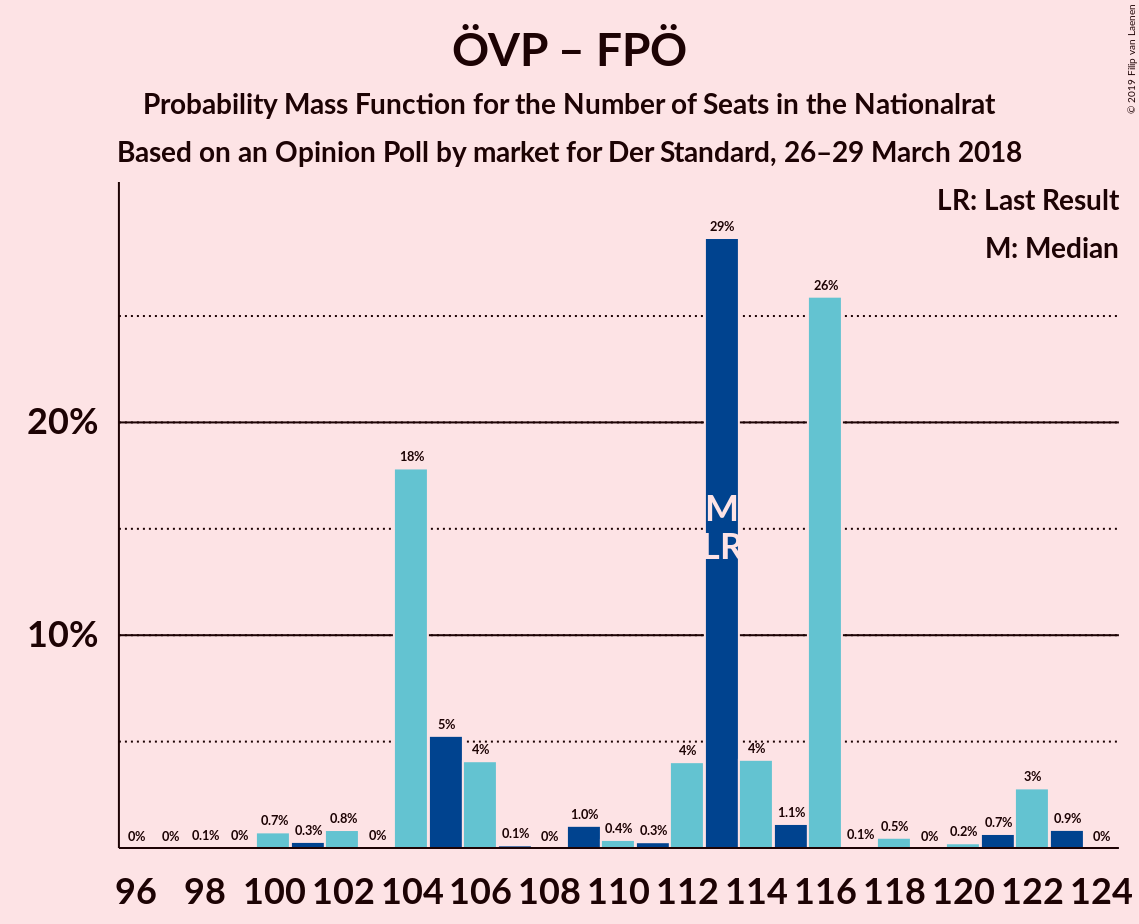 © 2019 Filip van Laenen
ÖVP – FPÖ
Probability Mass Function for the Number of Seats in the Nationalrat
Based on an Opinion Poll by market for Der Standard, 26–29 March 2018
LR: Last Result
M: Median
20%
10%
0% 0% 0.1% 0% 0.7% 0.3% 0.8% 0% 18% 5% 4% 0.1% 0% 1.0% 0.4% 0.3% 4% 29% 4% 1.1% 26% 0.1% 0.5% 0% 0.2% 0.7% 3% 0.9% 0%
M
LR
96 98 100 102 104 106 108 110 112 114 116 118 120 122 124